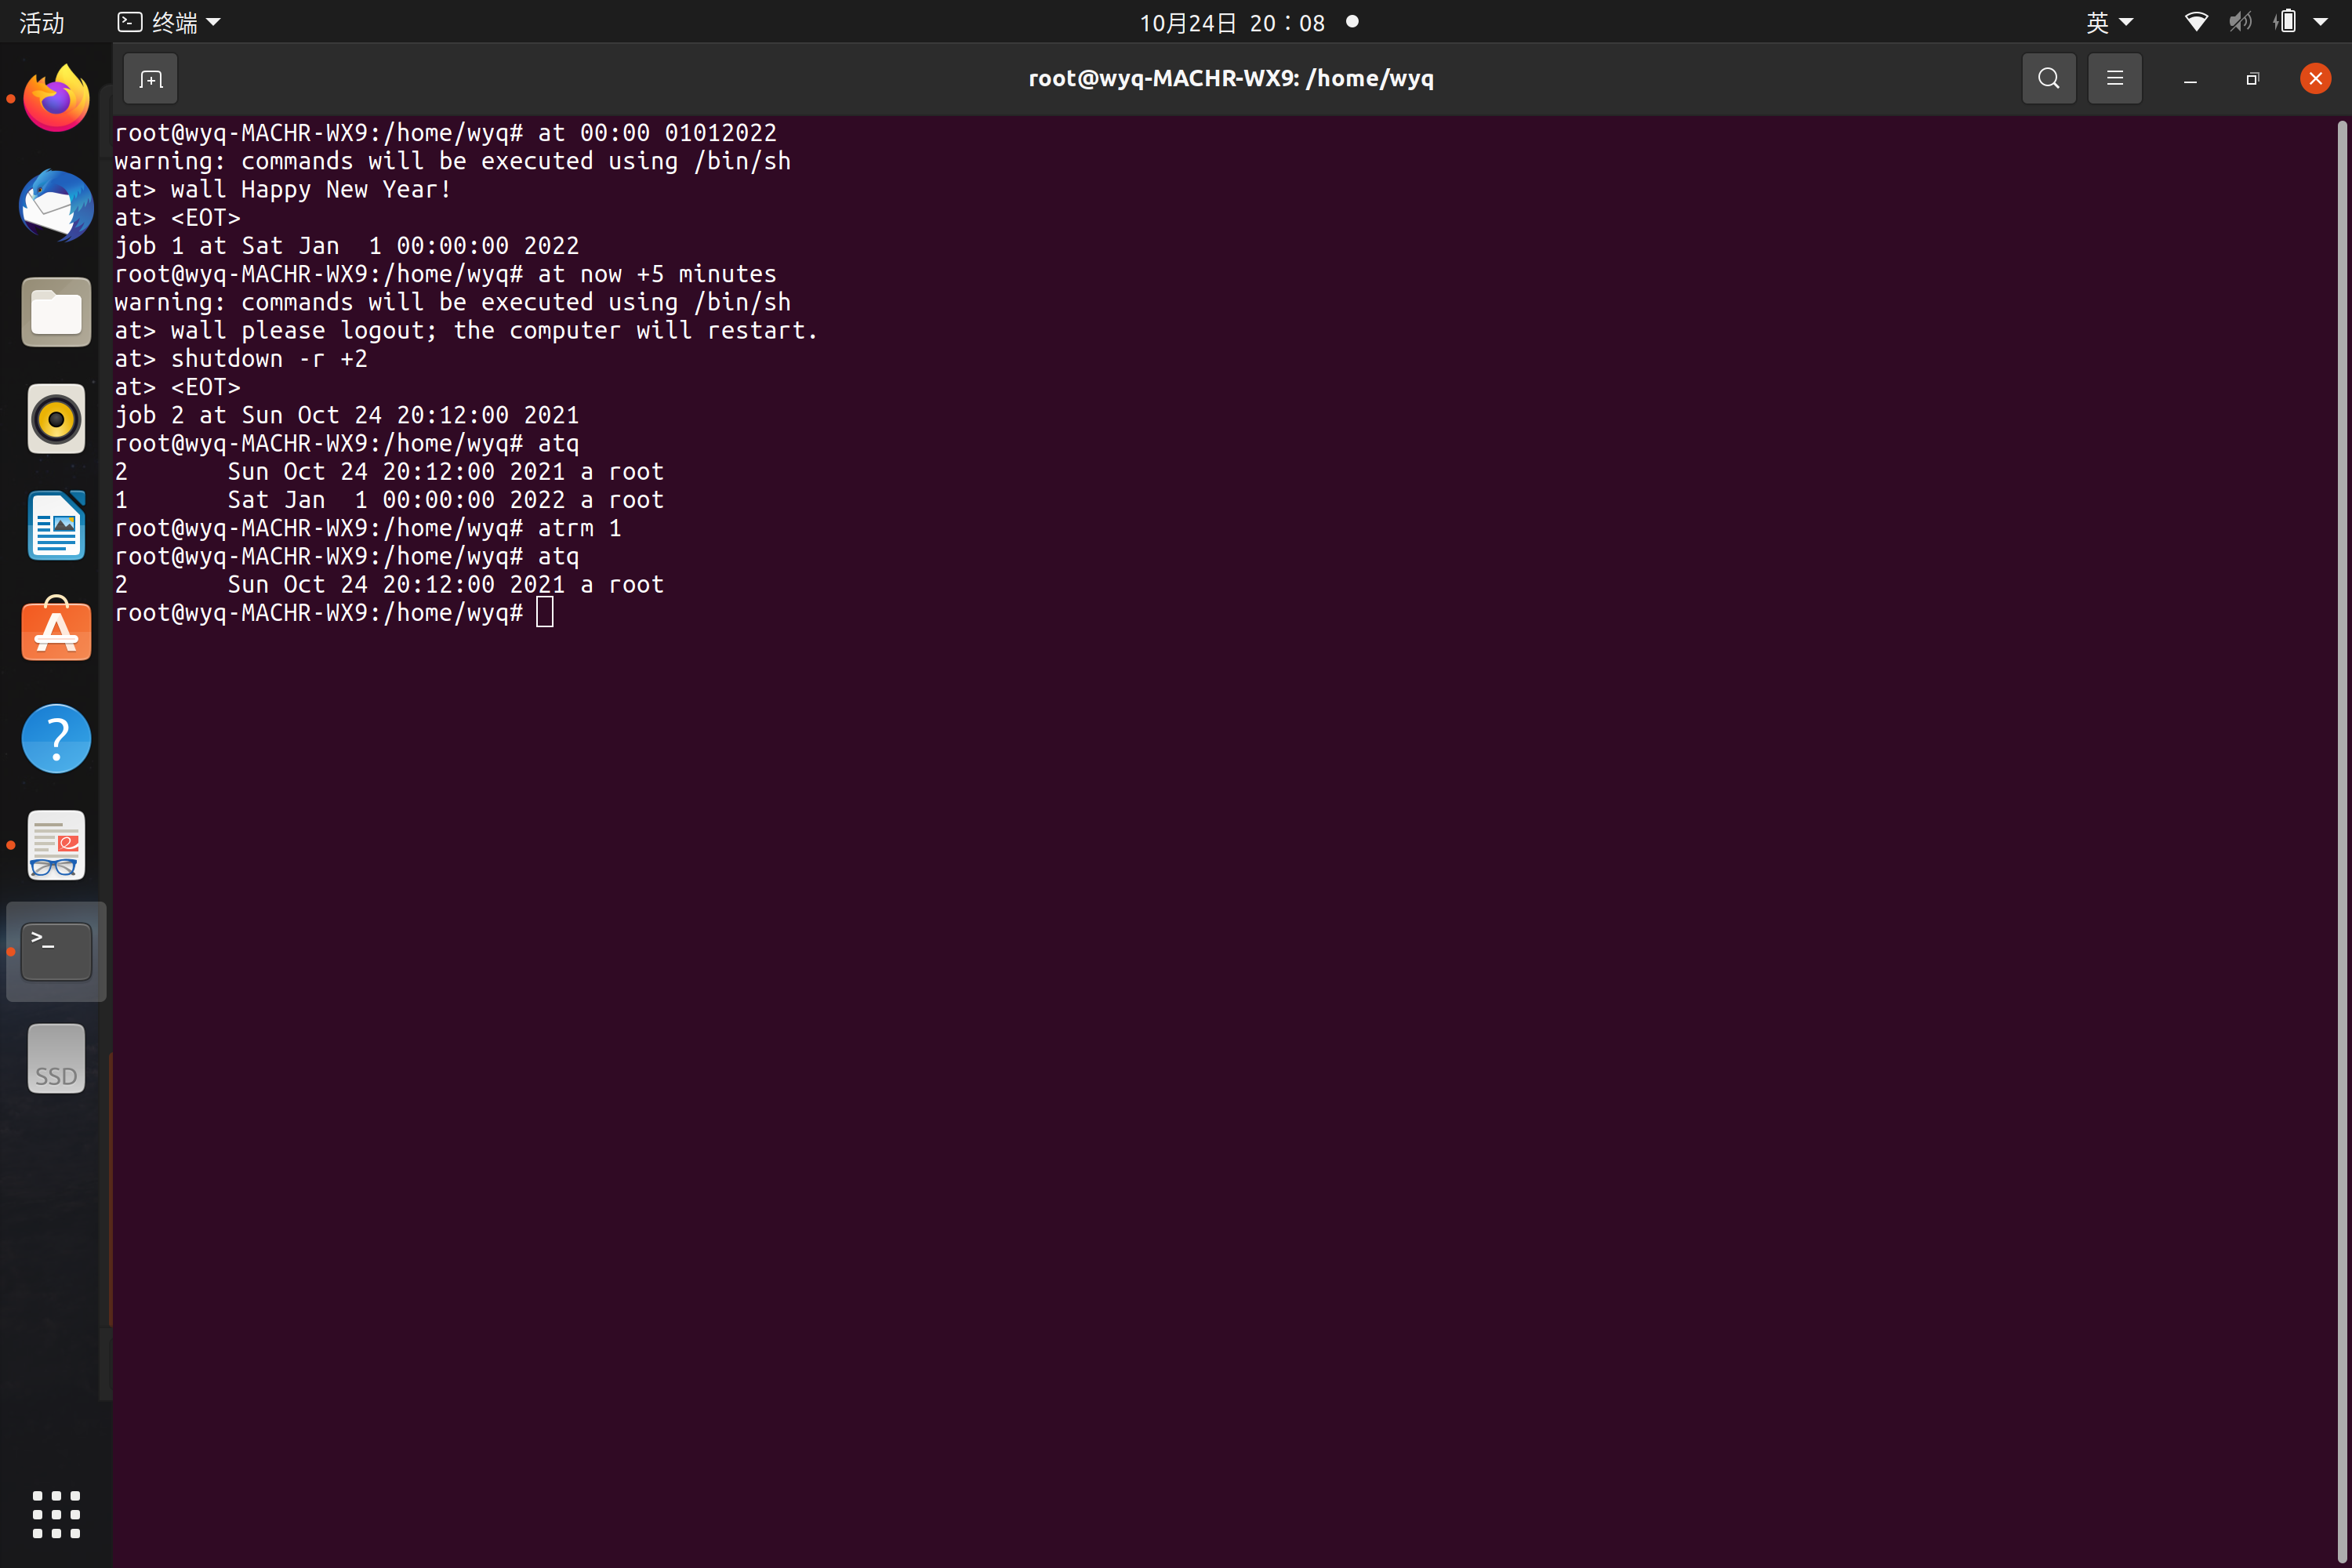 活动 终端 10月24日 20：08 英
root@wyq-MACHR-WX9: /home/wyq
root@wyq-MACHR-WX9:/home/wyq# at 00:00 01012022
warning: commands will be executed using /bin/sh
at> wall Happy New Year!
at> <EOT>
job 1 at Sat Jan  1 00:00:00 2022
root@wyq-MACHR-WX9:/home/wyq# at now +5 minutes
warning: commands will be executed using /bin/sh
at> wall please logout; the computer will restart.
at> shutdown -r +2
at> <EOT>
job 2 at Sun Oct 24 20:12:00 2021
root@wyq-MACHR-WX9:/home/wyq# atq
2       Sun Oct 24 20:12:00 2021 a root
1       Sat Jan  1 00:00:00 2022 a root
root@wyq-MACHR-WX9:/home/wyq# atrm 1
root@wyq-MACHR-WX9:/home/wyq# atq
2       Sun Oct 24 20:12:00 2021 a root
root@wyq-MACHR-WX9:/home/wyq#
SSD